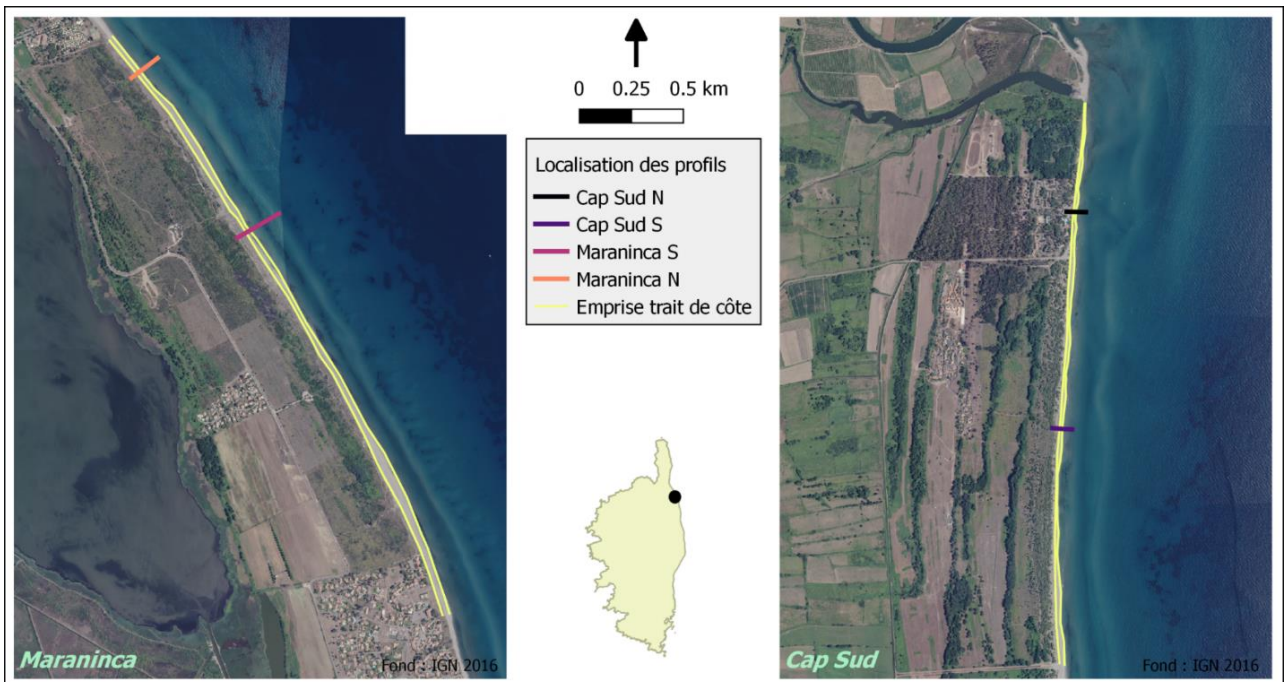 0 0.25 0.5 km
Localisation des profils
Cap Sud N
Cap Sud S
Maraninca S
Maraninca N
Emprise trait de côte
Maraninca
Fond : IGN 2016
Cap Sud
Fond : IGN 2016